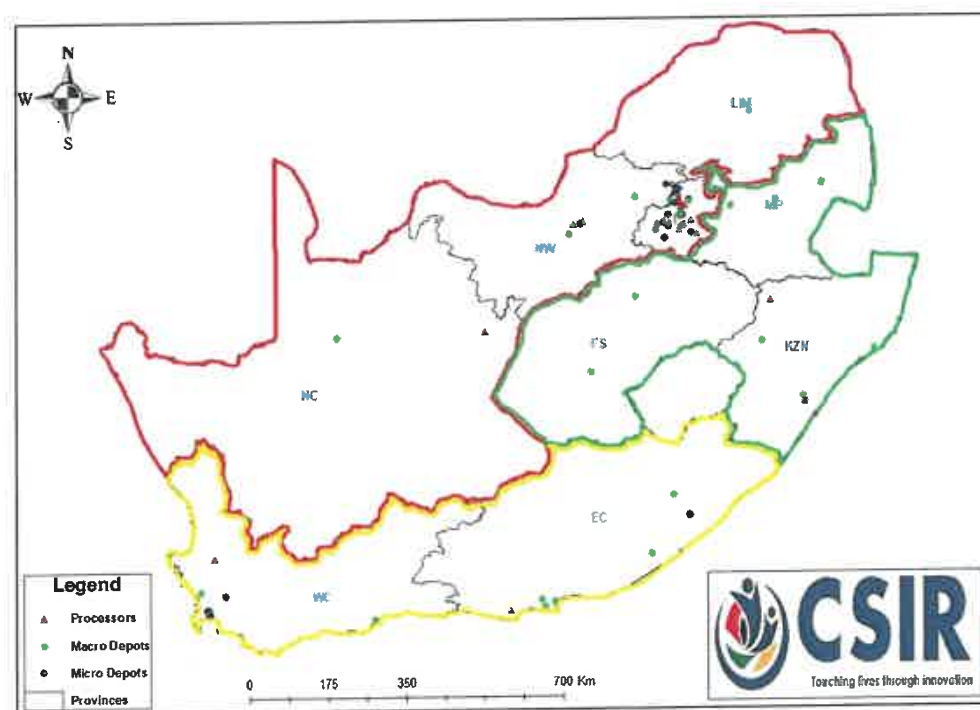 N
W E
S
LM
MP
NW
FS
KZN
NC
EC
WC
Legend
Processors
Macro Depots
Micro Depots
Provinces
0 175 350 700 Km
CSIR
Touching lives through innovation